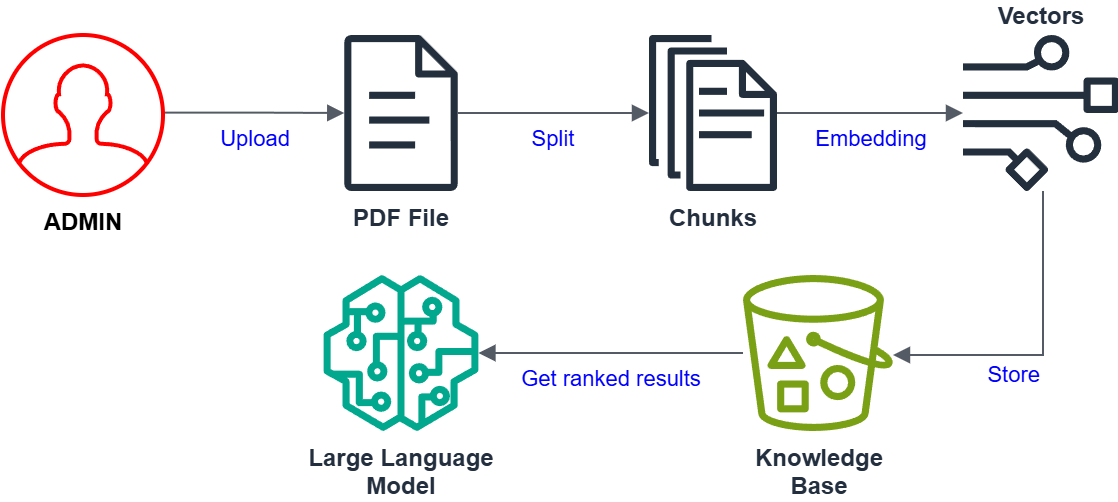 Vectors
Upload
Split
Embedding
ADMIN
PDF File
Chunks
Get ranked results
Store
Large Language
Model
Knowledge
Base